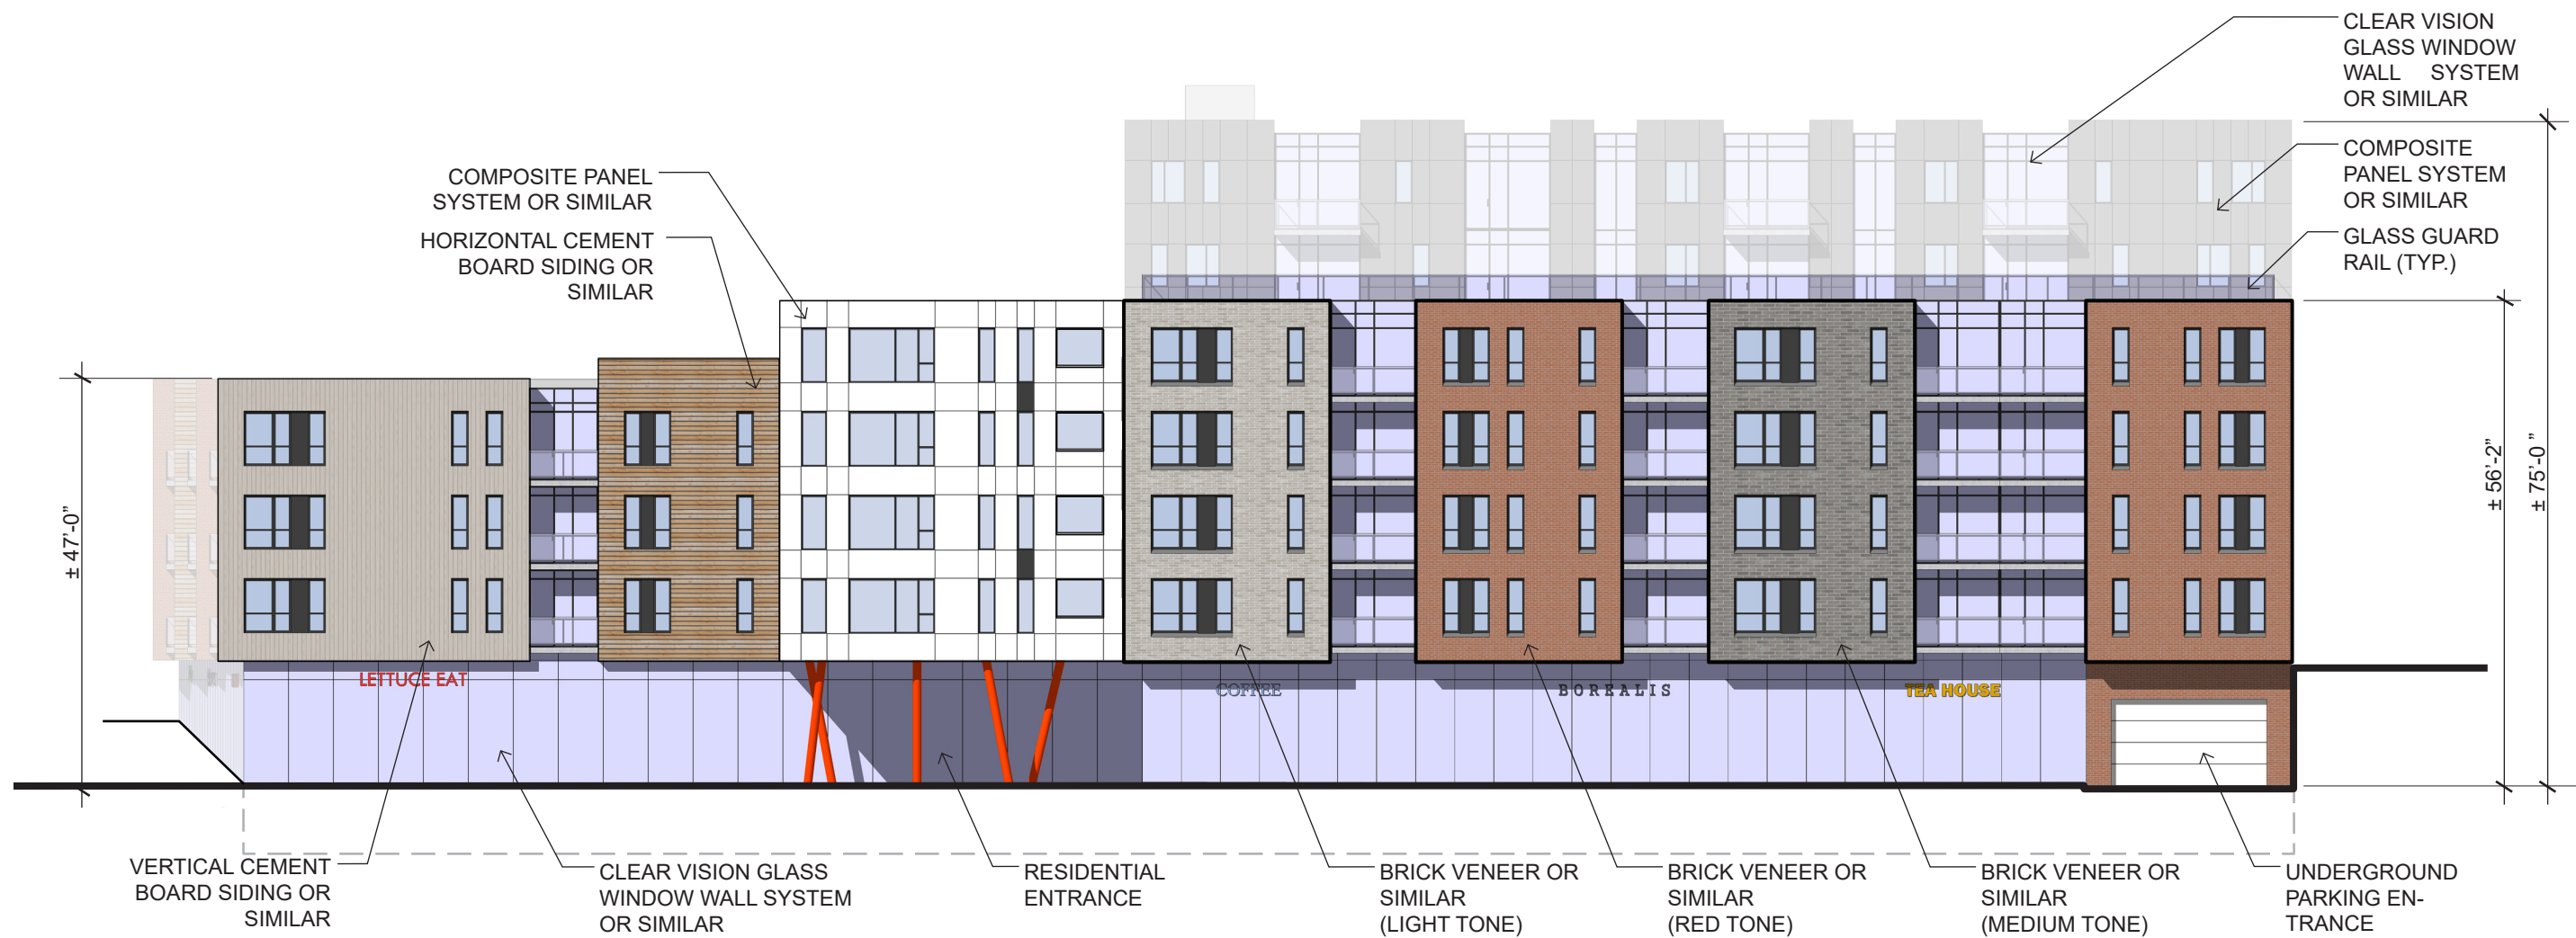 CLEAR VISION
GLASS WINDOW
WALL SYSTEM
OR SIMILAR
COMPOSITE
PANEL SYSTEM
OR SIMILAR
GLASS GUARD
RAIL (TYP.)
COMPOSITE PANEL
SYSTEM OR SIMILAR
HORIZONTAL CEMENT
BOARD SIDING OR
SIMILAR
± 47'-0”
± 56'-2”
± 75'-0 ”
LETTUCE EAT
COFFEE
BOREALIS
TEA HOUSE
VERTICAL CEMENT
BOARD SIDING OR
SIMILAR
CLEAR VISION GLASS
WINDOW WALL SYSTEM
OR SIMILAR
RESIDENTIAL
ENTRANCE
BRICK VENEER OR
SIMILAR
(LIGHT TONE)
BRICK VENEER OR
SIMILAR
(RED TONE)
BRICK VENEER OR
SIMILAR
(MEDIUM TONE)
UNDERGROUND
PARKING EN-
TRANCE